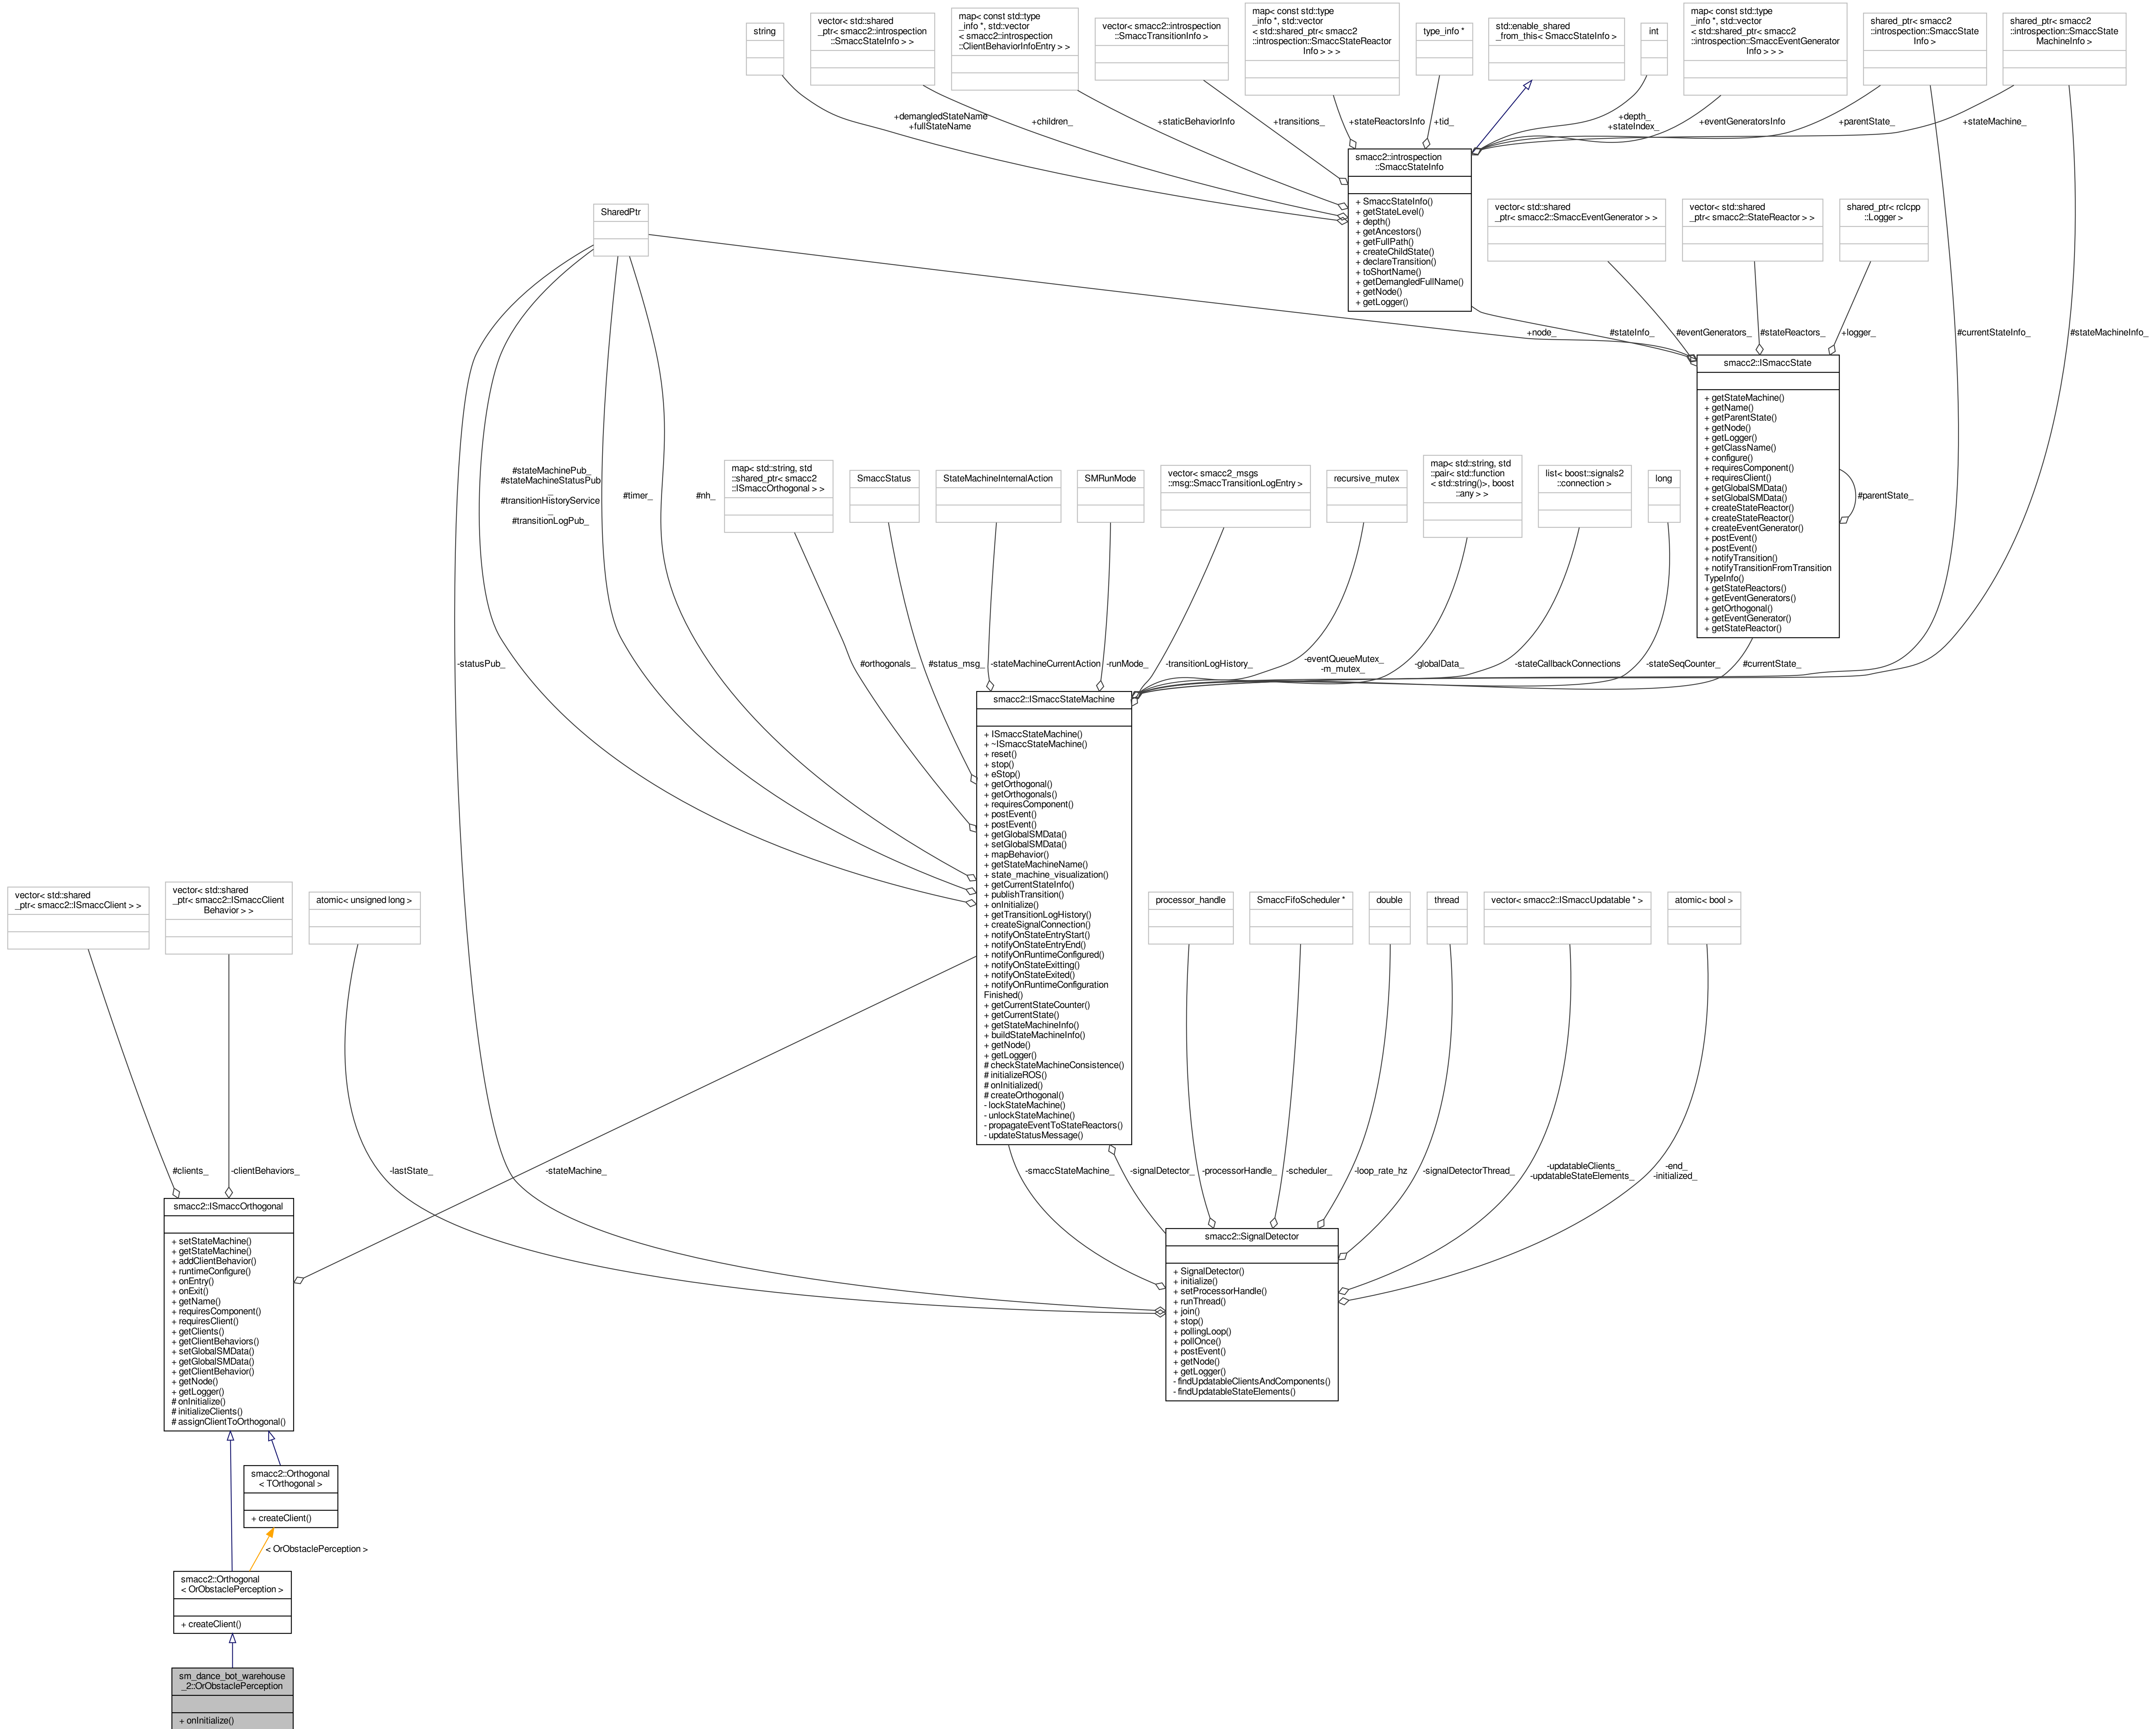 string
vector< std::shared
_ptr< smacc2::introspection
::SmaccStateInfo > >
map< const std::type
_info *, std::vector
< smacc2::introspection
::ClientBehaviorInfoEntry > >
vector< smacc2::introspection
::SmaccTransitionInfo >
map< const std::type
_info *, std::vector
< std::shared_ptr< smacc2
::introspection::SmaccStateReactor
Info > > >
type_info *
std::enable_shared
_from_this< SmaccStateInfo >
int
map< const std::type
_info *, std::vector
< std::shared_ptr< smacc2
::introspection::SmaccEventGenerator
Info > > >
shared_ptr< smacc2
::introspection::SmaccState
Info >
shared_ptr< smacc2
::introspection::SmaccState
MachineInfo >
+demangledStateName
+fullStateName
+children_
+staticBehaviorInfo
+transitions_
+stateReactorsInfo
+tid_
+depth_
+stateIndex_
+eventGeneratorsInfo
+parentState_
+stateMachine_
smacc2::introspection
::SmaccStateInfo
+ SmaccStateInfo()
+ getStateLevel()
+ depth()
+ getAncestors()
+ getFullPath()
+ createChildState()
+ declareTransition()
+ toShortName()
+ getDemangledFullName()
+ getNode()
+ getLogger()
SharedPtr
vector< std::shared
_ptr< smacc2::SmaccEventGenerator > >
vector< std::shared
_ptr< smacc2::StateReactor > >
shared_ptr< rclcpp
::Logger >
+node_
#stateInfo_
#eventGenerators_
#stateReactors_
+logger_
#currentStateInfo_
#stateMachineInfo_
smacc2::ISmaccState
+ getStateMachine()
+ getName()
+ getParentState()
+ getNode()
+ getLogger()
+ getClassName()
+ configure()
+ requiresComponent()
+ requiresClient()
+ getGlobalSMData()
+ setGlobalSMData()
+ createStateReactor()
+ createStateReactor()
+ createEventGenerator()
+ postEvent()
+ postEvent()
+ notifyTransition()
+ notifyTransitionFromTransition
TypeInfo()
+ getStateReactors()
+ getEventGenerators()
+ getOrthogonal()
+ getEventGenerator()
+ getStateReactor()
#parentState_
#stateMachinePub_
#stateMachineStatusPub
_
#transitionHistoryService
_
#transitionLogPub_
#timer_
#nh_
map< std::string, std
::shared_ptr< smacc2
::ISmaccOrthogonal > >
SmaccStatus
StateMachineInternalAction
SMRunMode
vector< smacc2_msgs
::msg::SmaccTransitionLogEntry >
recursive_mutex
map< std::string, std
::pair< std::function
< std::string()>, boost
::any > >
list< boost::signals2
::connection >
long
-statusPub_
#orthogonals_
#status_msg_
-stateMachineCurrentAction
-runMode_
-transitionLogHistory_
-eventQueueMutex_
-m_mutex_
-globalData_
-stateCallbackConnections
-stateSeqCounter_
#currentState_
smacc2::ISmaccStateMachine
+ ISmaccStateMachine()
+ ~ISmaccStateMachine()
+ reset()
+ stop()
+ eStop()
+ getOrthogonal()
+ getOrthogonals()
+ requiresComponent()
+ postEvent()
+ postEvent()
+ getGlobalSMData()
+ setGlobalSMData()
+ mapBehavior()
+ getStateMachineName()
+ state_machine_visualization()
+ getCurrentStateInfo()
+ publishTransition()
+ onInitialize()
+ getTransitionLogHistory()
+ createSignalConnection()
+ notifyOnStateEntryStart()
+ notifyOnStateEntryEnd()
+ notifyOnRuntimeConfigured()
+ notifyOnStateExitting()
+ notifyOnStateExited()
+ notifyOnRuntimeConfiguration
Finished()
+ getCurrentStateCounter()
+ getCurrentState()
+ getStateMachineInfo()
+ buildStateMachineInfo()
+ getNode()
+ getLogger()
# checkStateMachineConsistence()
# initializeROS()
# onInitialized()
# createOrthogonal()
- lockStateMachine()
- unlockStateMachine()
- propagateEventToStateReactors()
- updateStatusMessage()
vector< std::shared
_ptr< smacc2::ISmaccClient > >
vector< std::shared
_ptr< smacc2::ISmaccClient
Behavior > >
atomic< unsigned long >
processor_handle
SmaccFifoScheduler *
double
thread
vector< smacc2::ISmaccUpdatable * >
atomic< bool >
#clients_
-clientBehaviors_
-lastState_
-stateMachine_
-smaccStateMachine_
-signalDetector_
-processorHandle_
-scheduler_
-loop_rate_hz
-signalDetectorThread_
-updatableClients_
-updatableStateElements_
-end_
-initialized_
smacc2::ISmaccOrthogonal
+ setStateMachine()
+ getStateMachine()
+ addClientBehavior()
+ runtimeConfigure()
+ onEntry()
+ onExit()
+ getName()
+ requiresComponent()
+ requiresClient()
+ getClients()
+ getClientBehaviors()
+ setGlobalSMData()
+ getGlobalSMData()
+ getClientBehavior()
+ getNode()
+ getLogger()
# onInitialize()
# initializeClients()
# assignClientToOrthogonal()
smacc2::SignalDetector
+ SignalDetector()
+ initialize()
+ setProcessorHandle()
+ runThread()
+ join()
+ stop()
+ pollingLoop()
+ pollOnce()
+ postEvent()
+ getNode()
+ getLogger()
- findUpdatableClientsAndComponents()
- findUpdatableStateElements()
smacc2::Orthogonal
< TOrthogonal >
+ createClient()
< OrObstaclePerception >
smacc2::Orthogonal
< OrObstaclePerception >
+ createClient()
sm_dance_bot_warehouse
_2::OrObstaclePerception
+ onInitialize()